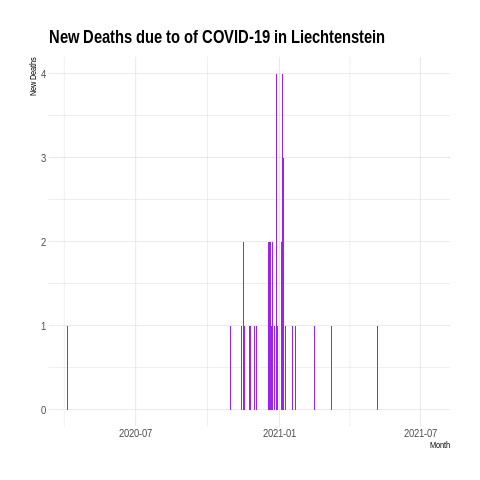 New Deaths due to of COVID-19 in Liechtenstein
New Deaths
4
3
2
1
0
2020-07
2021-01
2021-07
Month